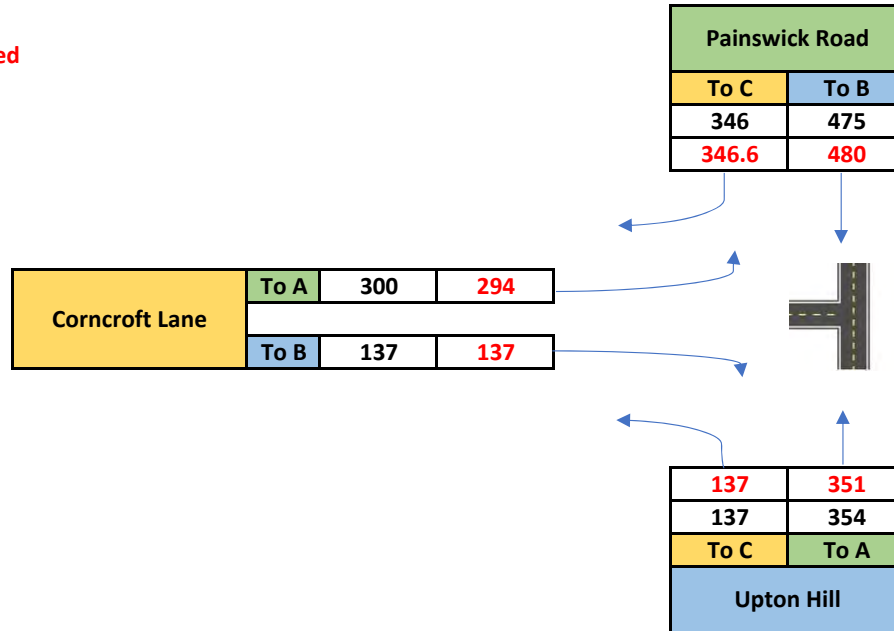 Painswick Road
ed
To C To B
346 475
346.6 480
To A 300 294
Corncroft Lane
To B 137 137
137 351
137 354
To C To A
Upton Hill